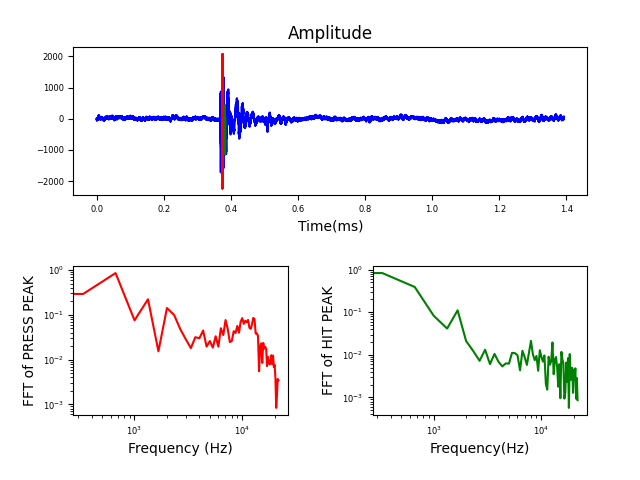 Amplitude
2000
1000
0
−1000
−2000
0.0 0.2 0.4 0.6 0.8 1.0 1.2 1.4
Time(ms)
FFT of PRESS PEAK
10⁰
10⁻¹
10⁻²
10⁻³
10³ 10⁴
Frequency (Hz)
FFT of HIT PEAK
10⁰
10⁻¹
10⁻²
10⁻³
10³ 10⁴
Frequency(Hz)